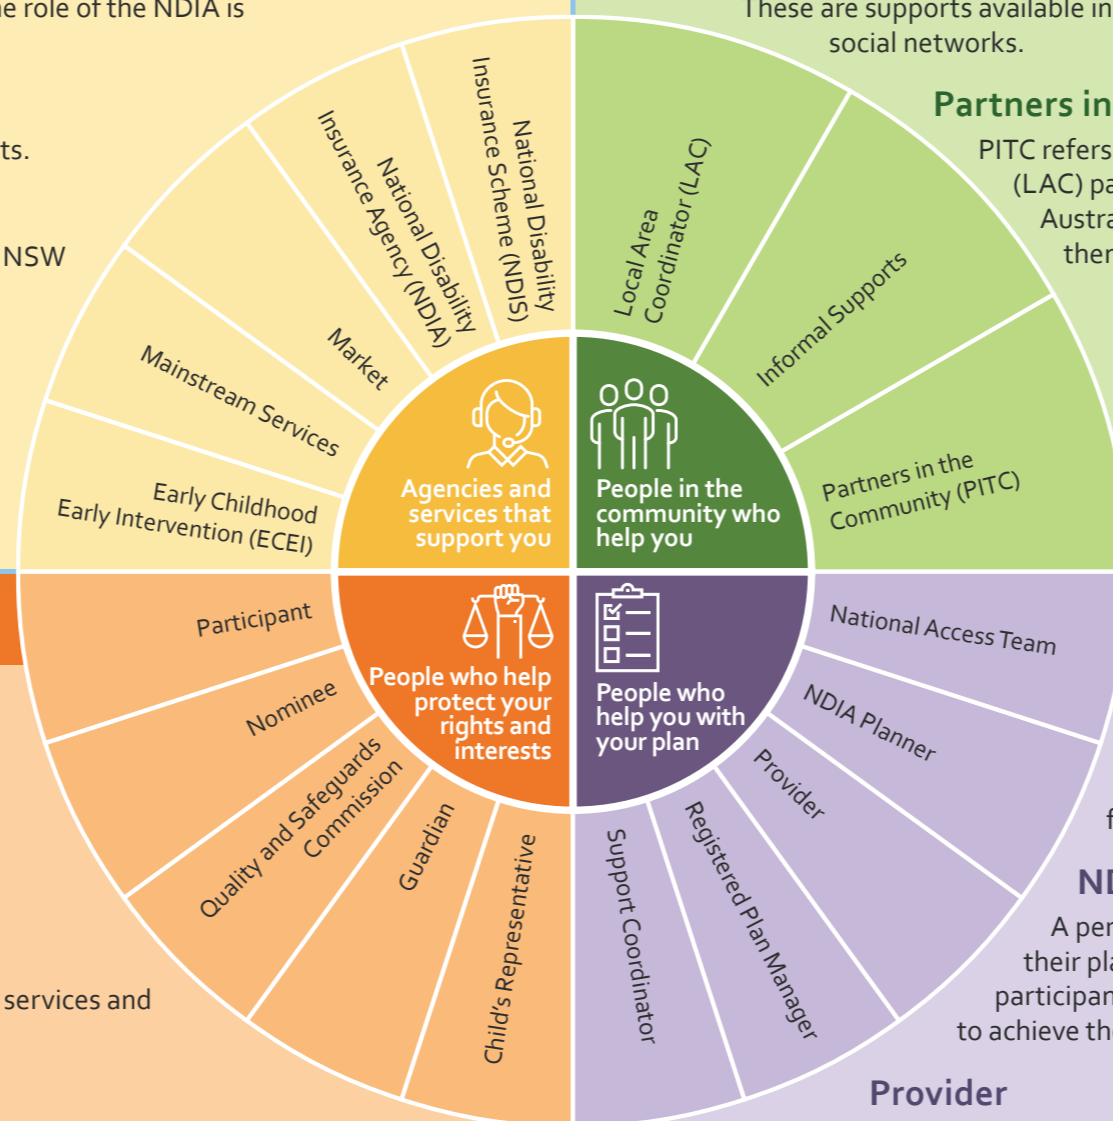 e role of the NDIA is
ts.
NSW
These are supports available in
social networks.
Partners in
PITC refers
(LAC) pa
Austra
ther
National Disability
Insurance Scheme (NDIS)
National Disability
Insurance Agency (NDIA)
Market
Mainstream Services
Early Childhood
Early Intervention (ECEI)
Local Area
Coordinator (LAC)
Informal Supports
Partners in the
Community (PITC)
Agencies and
services that
support you
People in the
community who
help you
People who help
protect your
rights and
interests
People who
help you with
your plan
Participant
Nominee
Quality and Safeguards
Commission
Guardian
Child's Representative
National Access Team
NDIA Planner
Provider
Registered Plan Manager
Support Coordinator
services and
f
ND
A per
their pla
participan
to achieve the
Provider